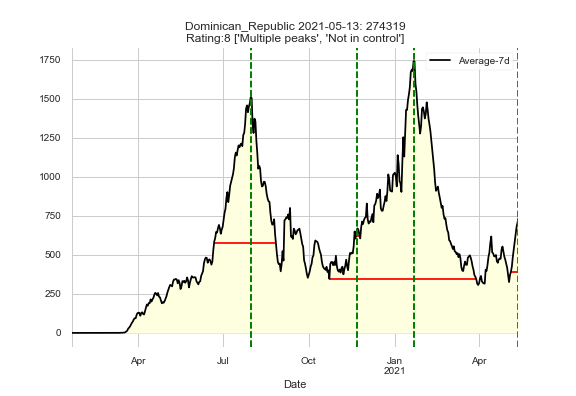 Dominican_Republic 2021-05-13: 274319
Rating:8 ['Multiple peaks', 'Not in control']
Average-7d
1750
1500
1250
1000
750
500
250
0
Apr
Jul
Oct
Jan
2021
Apr
Date